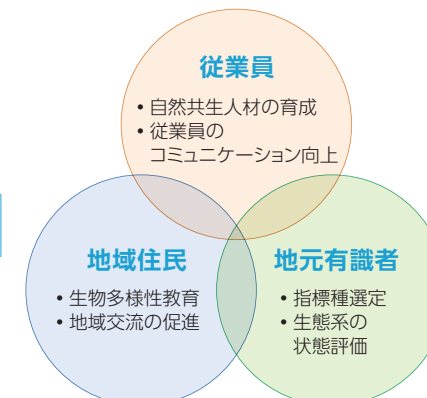 従業員
• 自然共生人材の育成
• 従業員の
コミュニケーション向上
地域住民
• 生物多様性教育
• 地域交流の促進
地元有識者
• 指標種選定
• 生態系の
状態評価